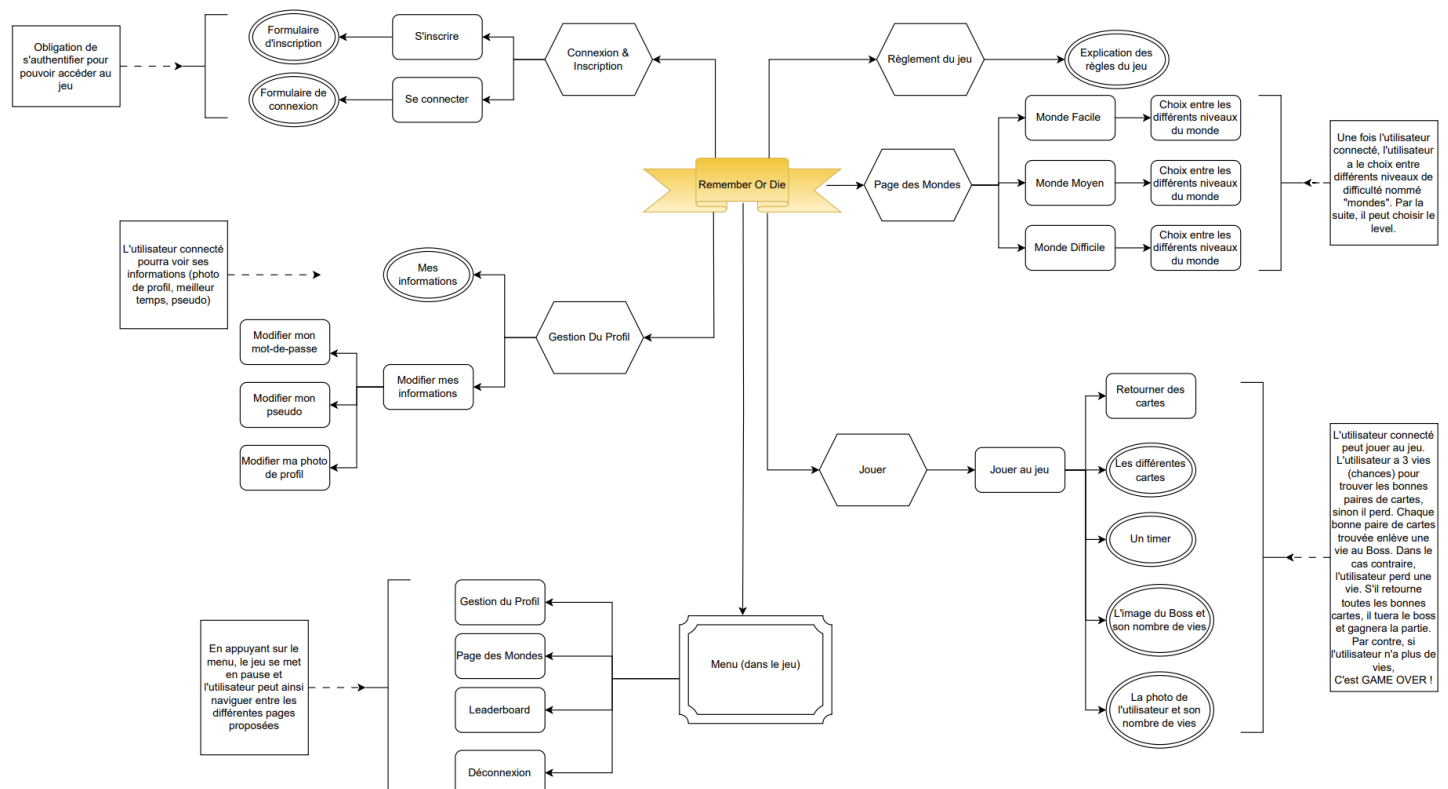 Obligation de
s'authentifier pour
pouvoir accéder au
jeu
Formulaire
d'inscription
S'inscrire
Formulaire de
connexion
Se connecter
Connexion &
Inscription
Règlement du jeu
Explication des
règles du jeu
Remember Or Die
Page des Mondes
Monde Facile
Choix entre les
différents niveaux
du monde
Monde Moyen
Choix entre les
différents niveaux
du monde
Monde Difficile
Choix entre les
différents niveaux
du monde
Une fois l'utilisateur
connecté, l'utilisateur
a le choix entre
différents niveaux de
difficulté nommé
"mondes". Par la
suite, il peut choisir le
level.
L'utilisateur connecté
pourra voir ses
informations (photo
de profil, meilleur
temps, pseudo)
Mes
informations
Gestion Du Profil
Modifier mes
informations
Modifier mon
mot-de-passe
Modifier mon
pseudo
Modifier ma photo
de profil
Jouer
Jouer au jeu
Retourner des
cartes
Les différentes
cartes
Un timer
L'image du Boss et
son nombre de vies
La photo de
l'utilisateur et son
nombre de vies
L'utilisateur connecté
peut jouer au jeu.
L'utilisateur a 3 vies
(chances) pour
trouver les bonnes
paires de cartes,
sinon il perd. Chaque
bonne paire de cartes
trouvée enlève une
vie au Boss. Dans le
cas contraire,
l'utilisateur perd une
vie. S'il retourne
toutes les bonnes
cartes, il tuera le boss
et gagnera la partie.
Par contre, si
l'utilisateur n'a plus de
vies,
C'est GAME OVER !
En appuyant sur le
menu, le jeu se met
en pause et
l'utilisateur peut ainsi
naviguer entre les
différentes pages
proposées
Gestion du Profil
Page des Mondes
Leaderboard
Déconnexion
Menu (dans le jeu)